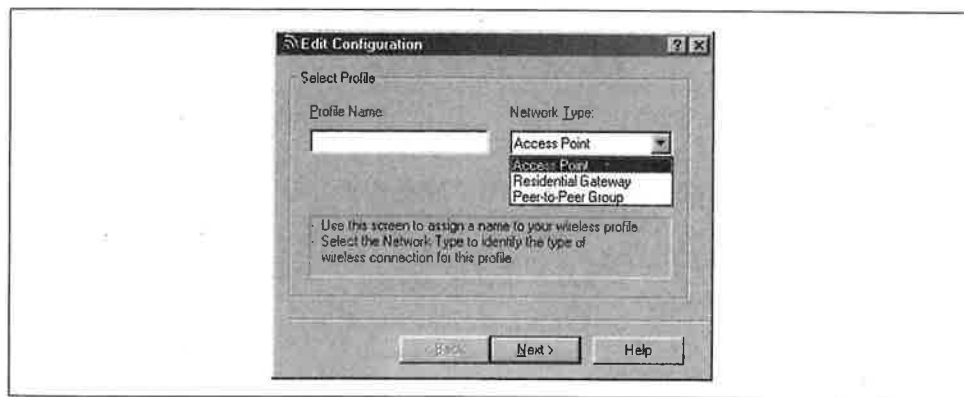 Edit Configuration
Select Profile
Profile Name
Network Type:
Access Point
Access Point
Residential Gateway
Peer-to-Peer Group
- Use this screen to assign a name to your wireless profile
- Select the Network Type to identify the type of
wireless connection for this profile
< Back
Next >
Help